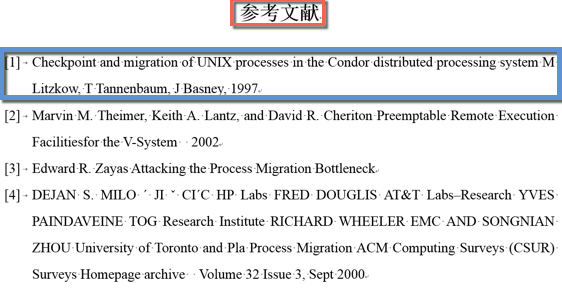 参考文献
[1] Checkpoint and migration of UNIX processes in the Condor distributed processing system M
Litzkow, T Tannenbaum, J Basney, 1997
[2] Marvin M. Theimer, Keith A. Lantz, and David R. Cheriton Preemptable Remote Execution
Facilitiesfor the V-System 2002
[3] Edward R. Zayas Attacking the Process Migration Bottleneck
[4] DEJAN S. MILO ´ JI ˇ CI´C HP Labs FRED DOUGLIS AT&T Labs–Research YVES
PAINDAVEINE TOG Research Institute RICHARD WHEELER EMC AND SONGNIAN
ZHOU University of Toronto and Pla Process Migration ACM Computing Surveys (CSUR)
Surveys Homepage archive Volume 32 Issue 3, Sept 2000